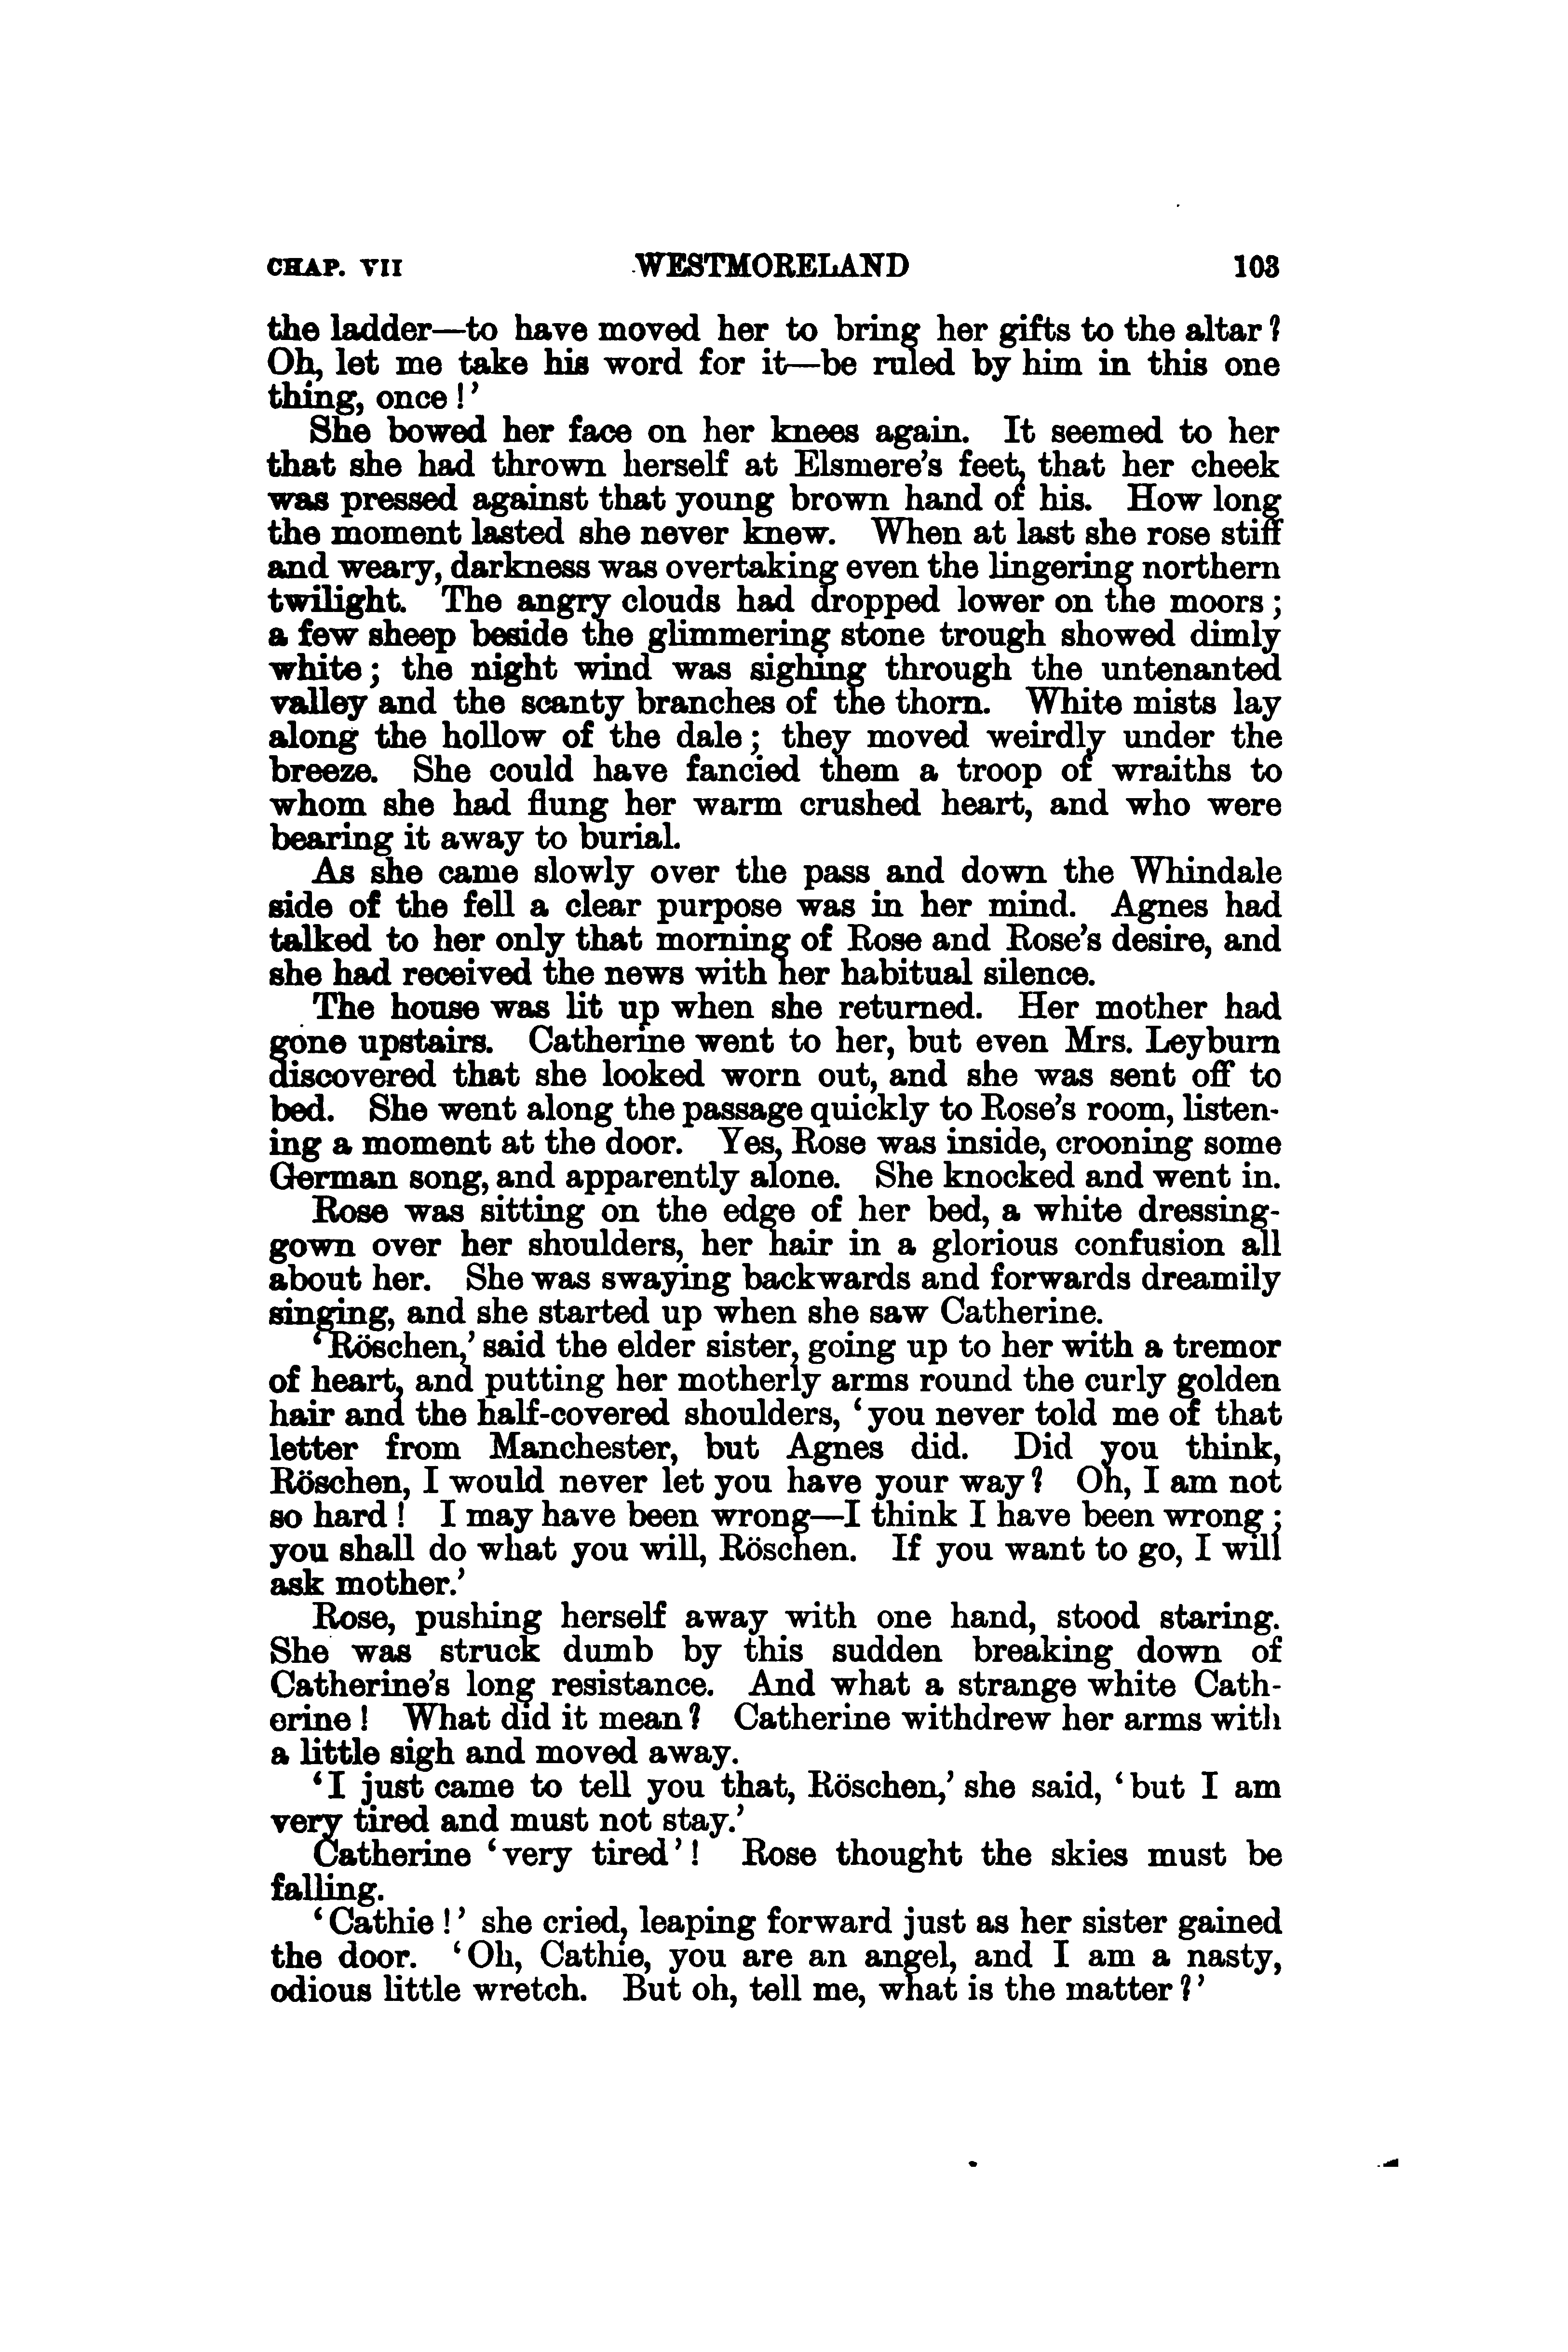 CHAP. VII WESTMORELAND 103
the ladder—to have moved her to bring her gifts to the altar?
Oh, let me take his word for it—be ruled by him in this one
thing, once!’
She bowed her face on her knees again. It seemed to her
that she had thrown herself at Elsmere’s feet, that her cheek
was pressed against that young brown hand of his. How long
the moment lasted she never knew. When at last she rose stiff
and weary, darkness was overtaking even the lingering northern
twilight. The angry clouds had dropped lower on the moors;
a few sheep beside the glimmering stone trough showed dimly
white; the night wind was sighing through the untenanted
valley and the scanty branches of the thorn. White mists lay
along the hollow of the dale; they moved weirdly under the
breeze. She could have fancied them a troop of wraiths to
whom she had flung her warm crushed heart, and who were
bearing it away to burial.
As she came slowly over the pass and down the Whindale
side of the fell a clear purpose was in her mind. Agnes had
talked to her only that morning of Rose and Rose’s desire, and
she had received the news with her habitual silence.
The house was lit up when she returned. Her mother had
gone upstairs. Catherine went to her, but even Mrs. Leyburn
discovered that she looked worn out, and she was sent off to
bed. She went along the passage quickly to Rose’s room, listen-
ing a moment at the door. Yes, Rose was inside, crooning some
German song, and apparently alone. She knocked and went in.
Rose was sitting on the edge of her bed, a white dressing-
gown over her shoulders, her hair in a glorious confusion all
about her. She was swaying backwards and forwards dreamily
singing, and she started up when she saw Catherine.
‘Röschen,’ said the elder sister, going up to her with a tremor
of heart, and putting her motherly arms round the curly golden
hair and the half-covered shoulders, ‘you never told me of that
letter from Manchester, but Agnes did. Did you think,
Röschen, I would never let you have your way? Oh, I am not
so hard! I may have been wrong—I think I have been wrong;
you shall do what you will, Röschen. If you want to go, I will
ask mother.’
Rose, pushing herself away with one hand, stood staring.
She was struck dumb by this sudden breaking down of
Catherine’s long resistance. And what a strange white Cath-
erine! What did it mean? Catherine withdrew her arms with
a little sigh and moved away.
‘I just came to tell you that, Röschen,’ she said, ‘but I am
very tired and must not stay.’
Catherine ‘very tired’! Rose thought the skies must be
falling.
‘Cathie!’ she cried, leaping forward just as her sister gained
the door. ‘Oh, Cathie, you are an angel, and I am a nasty,
odious little wretch. But oh, tell me, what is the matter?’